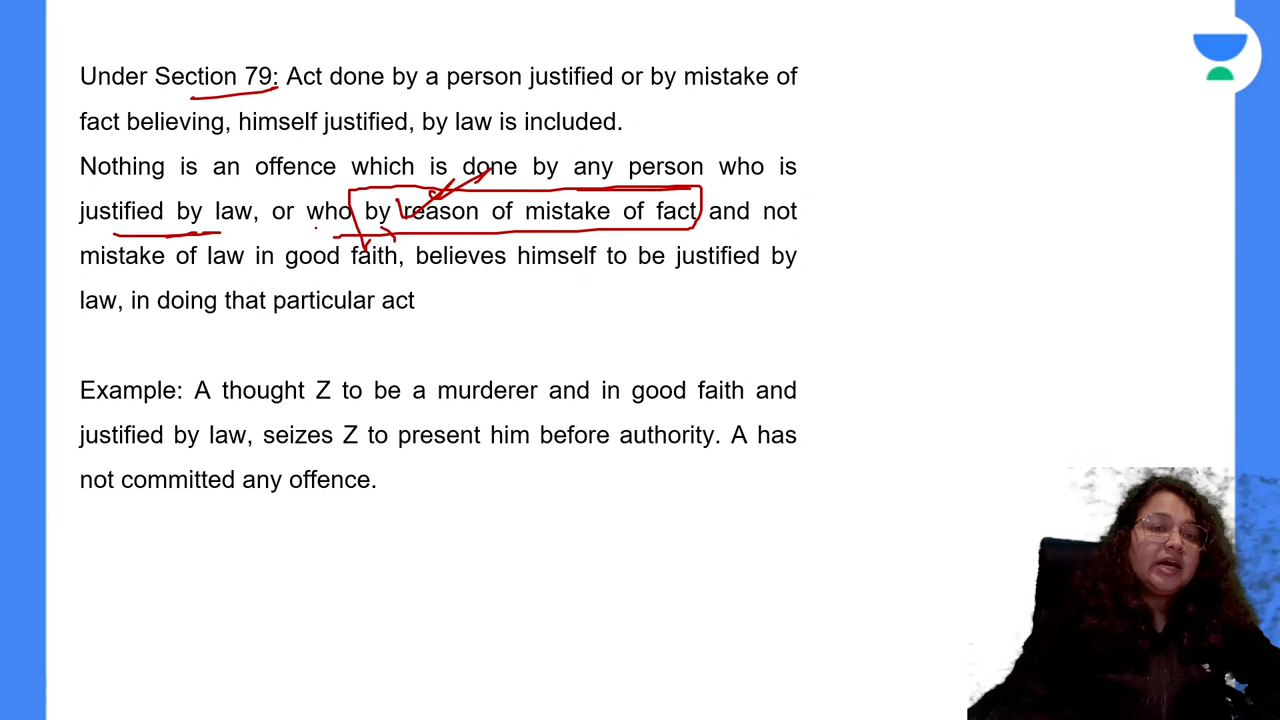 Under Section 79: Act done by a person justified or by mistake of
fact believing, himself justified, by law is included.
Nothing is an offence which is done by any person who is
justified by law, or who by reason of mistake of fact and not
mistake of law in good faith, believes himself to be justified by
law, in doing that particular act
Example: A thought Z to be a murderer and in good faith and
justified by law, seizes Z to present him before authority. A has
not committed any offence.